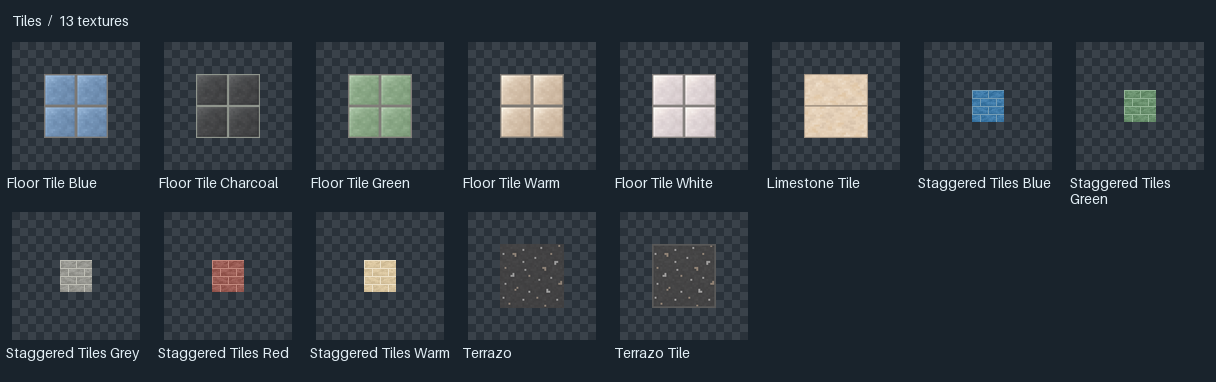 Tiles / 13 textures
Floor Tile Blue
Floor Tile Charcoal
Floor Tile Green
Floor Tile Warm
Floor Tile White
Limestone Tile
Staggered Tiles Blue
Staggered Tiles
Green
Staggered Tiles Grey
Staggered Tiles Red
Staggered Tiles Warm
Terrazo
Terrazo Tile